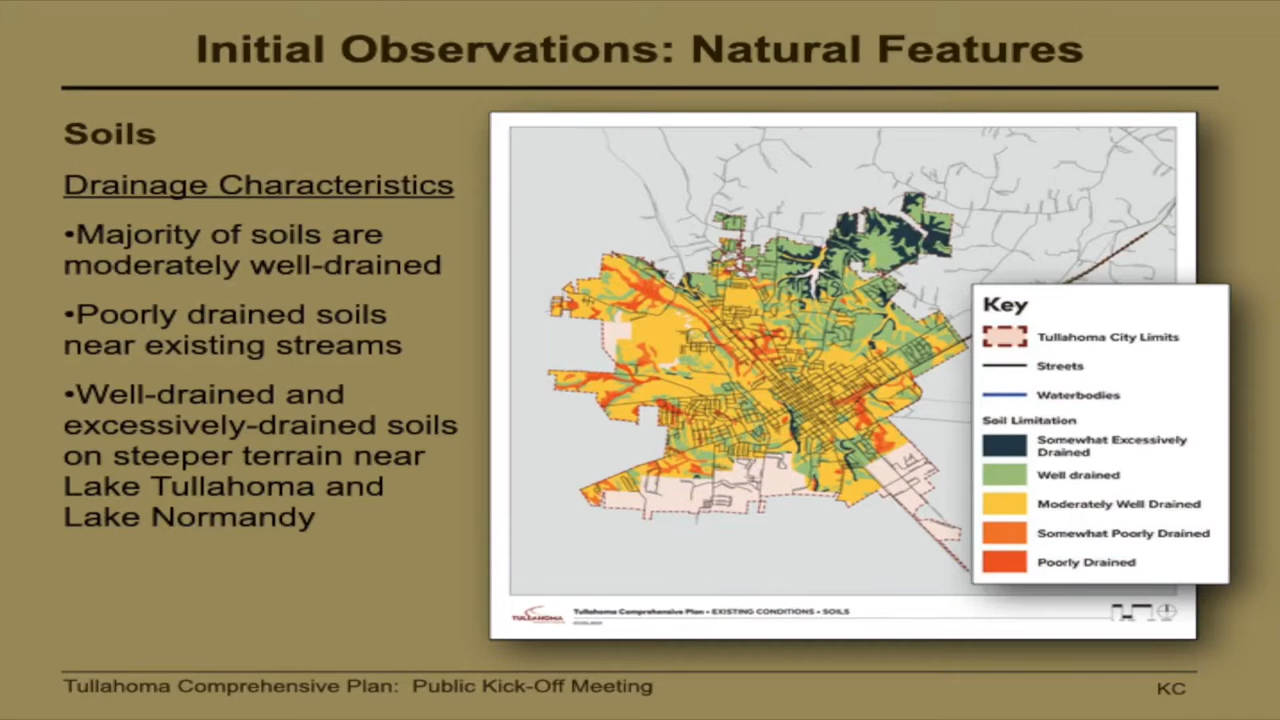 Initial Observations: Natural Features
Soils
Drainage Characteristics
•Majority of soils are
moderately well-drained
•Poorly drained soils
near existing streams
•Well-drained and
excessively-drained soils
on steeper terrain near
Lake Tullahoma and
Lake Normandy
Key
Tullahoma City Limits
Streets
Waterbodies
Soil Limitation
Somewhat Excessively
Drained
Well drained
Moderately Well Drained
Somewhat Poorly Drained
Poorly Drained
TULLAHOMA
Tullahoma Comprehensive Plan • EXISTING CONDITIONS • SOILS
Tullahoma Comprehensive Plan: Public Kick-Off Meeting
KC